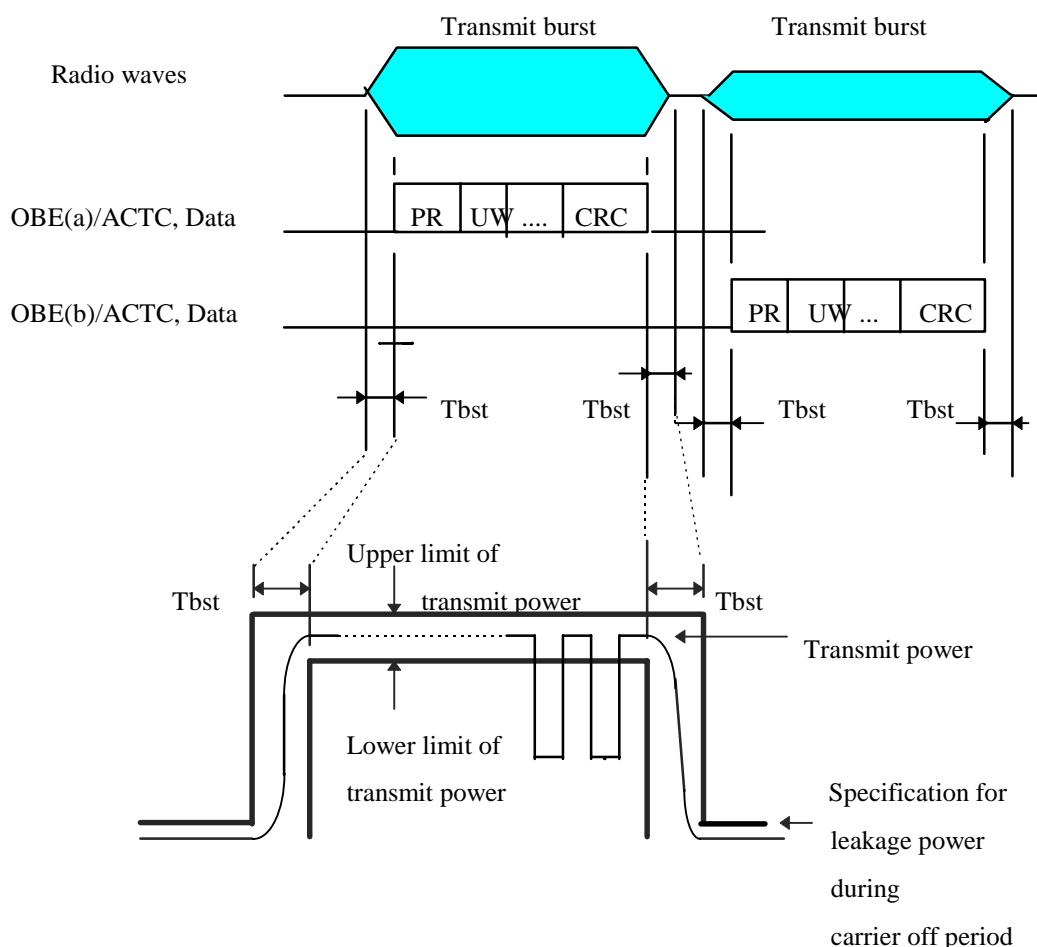 Transmit burst
Transmit burst
Radio waves
OBE(a)/ACTC, Data
PR UW .... CRC
OBE(b)/ACTC, Data
PR UW ... CRC
Tbst
Tbst
Tbst
Tbst
Upper limit of
transmit power
Tbst
Tbst
Transmit power
Lower limit of
transmit power
Specification for
leakage power
during
carrier off period